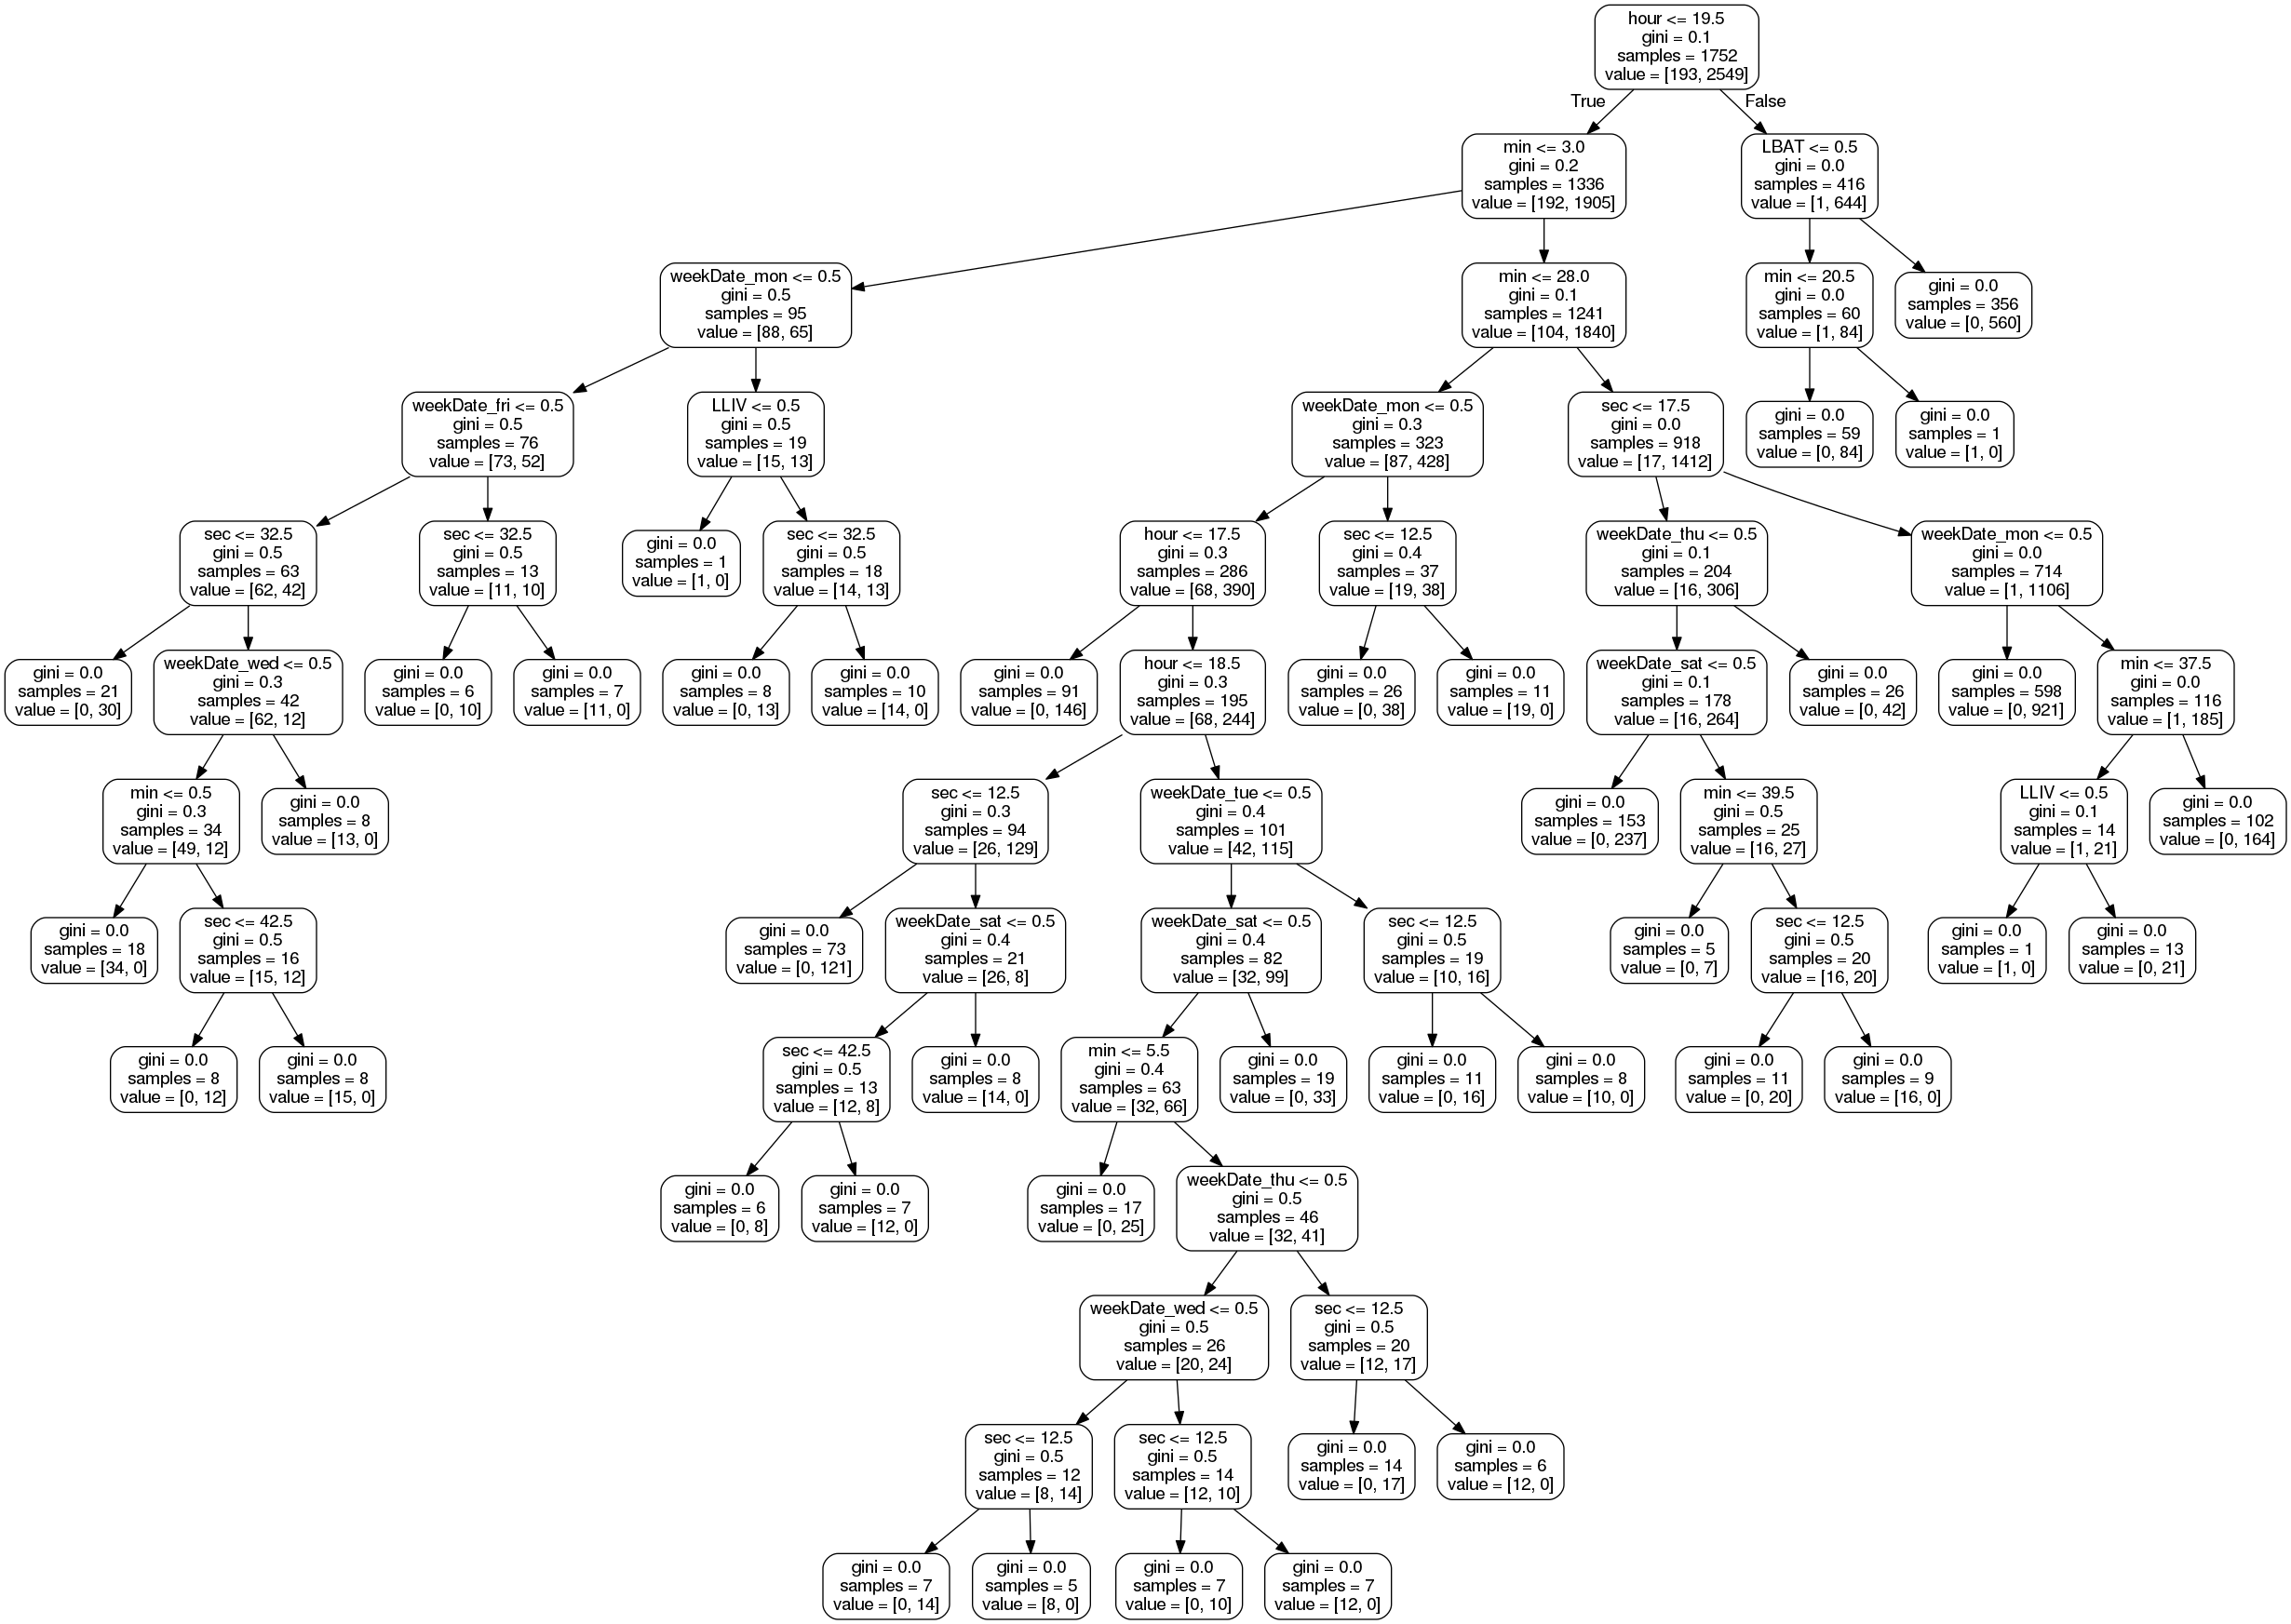 hour <= 19.5
gini = 0.1
samples = 1752
value = [193, 2549]
True
False
min <= 3.0
gini = 0.2
samples = 1336
value = [192, 1905]
LBAT <= 0.5
gini = 0.0
samples = 416
value = [1, 644]
weekDate_mon <= 0.5
gini = 0.5
samples = 95
value = [88, 65]
min <= 28.0
gini = 0.1
samples = 1241
value = [104, 1840]
min <= 20.5
gini = 0.0
samples = 60
value = [1, 84]
gini = 0.0
samples = 356
value = [0, 560]
weekDate_fri <= 0.5
gini = 0.5
samples = 76
value = [73, 52]
LLIV <= 0.5
gini = 0.5
samples = 19
value = [15, 13]
weekDate_mon <= 0.5
gini = 0.3
samples = 323
value = [87, 428]
sec <= 17.5
gini = 0.0
samples = 918
value = [17, 1412]
gini = 0.0
samples = 59
value = [0, 84]
gini = 0.0
samples = 1
value = [1, 0]
sec <= 32.5
gini = 0.5
samples = 63
value = [62, 42]
sec <= 32.5
gini = 0.5
samples = 13
value = [11, 10]
gini = 0.0
samples = 1
value = [1, 0]
sec <= 32.5
gini = 0.5
samples = 18
value = [14, 13]
hour <= 17.5
gini = 0.3
samples = 286
value = [68, 390]
sec <= 12.5
gini = 0.4
samples = 37
value = [19, 38]
weekDate_thu <= 0.5
gini = 0.1
samples = 204
value = [16, 306]
weekDate_mon <= 0.5
gini = 0.0
samples = 714
value = [1, 1106]
gini = 0.0
samples = 21
value = [0, 30]
weekDate_wed <= 0.5
gini = 0.3
samples = 42
value = [62, 12]
gini = 0.0
samples = 6
value = [0, 10]
gini = 0.0
samples = 7
value = [11, 0]
gini = 0.0
samples = 8
value = [0, 13]
gini = 0.0
samples = 10
value = [14, 0]
gini = 0.0
samples = 91
value = [0, 146]
hour <= 18.5
gini = 0.3
samples = 195
value = [68, 244]
gini = 0.0
samples = 26
value = [0, 38]
gini = 0.0
samples = 11
value = [19, 0]
weekDate_sat <= 0.5
gini = 0.1
samples = 178
value = [16, 264]
gini = 0.0
samples = 26
value = [0, 42]
gini = 0.0
samples = 598
value = [0, 921]
min <= 37.5
gini = 0.0
samples = 116
value = [1, 185]
min <= 0.5
gini = 0.3
samples = 34
value = [49, 12]
gini = 0.0
samples = 8
value = [13, 0]
sec <= 12.5
gini = 0.3
samples = 94
value = [26, 129]
weekDate_tue <= 0.5
gini = 0.4
samples = 101
value = [42, 115]
gini = 0.0
samples = 153
value = [0, 237]
min <= 39.5
gini = 0.5
samples = 25
value = [16, 27]
LLIV <= 0.5
gini = 0.1
samples = 14
value = [1, 21]
gini = 0.0
samples = 102
value = [0, 164]
gini = 0.0
samples = 18
value = [34, 0]
sec <= 42.5
gini = 0.5
samples = 16
value = [15, 12]
gini = 0.0
samples = 73
value = [0, 121]
weekDate_sat <= 0.5
gini = 0.4
samples = 21
value = [26, 8]
weekDate_sat <= 0.5
gini = 0.4
samples = 82
value = [32, 99]
sec <= 12.5
gini = 0.5
samples = 19
value = [10, 16]
gini = 0.0
samples = 5
value = [0, 7]
sec <= 12.5
gini = 0.5
samples = 20
value = [16, 20]
gini = 0.0
samples = 1
value = [1, 0]
gini = 0.0
samples = 13
value = [0, 21]
gini = 0.0
samples = 8
value = [0, 12]
gini = 0.0
samples = 8
value = [15, 0]
sec <= 42.5
gini = 0.5
samples = 13
value = [12, 8]
gini = 0.0
samples = 8
value = [14, 0]
min <= 5.5
gini = 0.4
samples = 63
value = [32, 66]
gini = 0.0
samples = 19
value = [0, 33]
gini = 0.0
samples = 11
value = [0, 16]
gini = 0.0
samples = 8
value = [10, 0]
gini = 0.0
samples = 11
value = [0, 20]
gini = 0.0
samples = 9
value = [16, 0]
gini = 0.0
samples = 6
value = [0, 8]
gini = 0.0
samples = 7
value = [12, 0]
gini = 0.0
samples = 17
value = [0, 25]
weekDate_thu <= 0.5
gini = 0.5
samples = 46
value = [32, 41]
weekDate_wed <= 0.5
gini = 0.5
samples = 26
value = [20, 24]
sec <= 12.5
gini = 0.5
samples = 20
value = [12, 17]
sec <= 12.5
gini = 0.5
samples = 12
value = [8, 14]
sec <= 12.5
gini = 0.5
samples = 14
value = [12, 10]
gini = 0.0
samples = 14
value = [0, 17]
gini = 0.0
samples = 6
value = [12, 0]
gini = 0.0
samples = 7
value = [0, 14]
gini = 0.0
samples = 5
value = [8, 0]
gini = 0.0
samples = 7
value = [0, 10]
gini = 0.0
samples = 7
value = [12, 0]